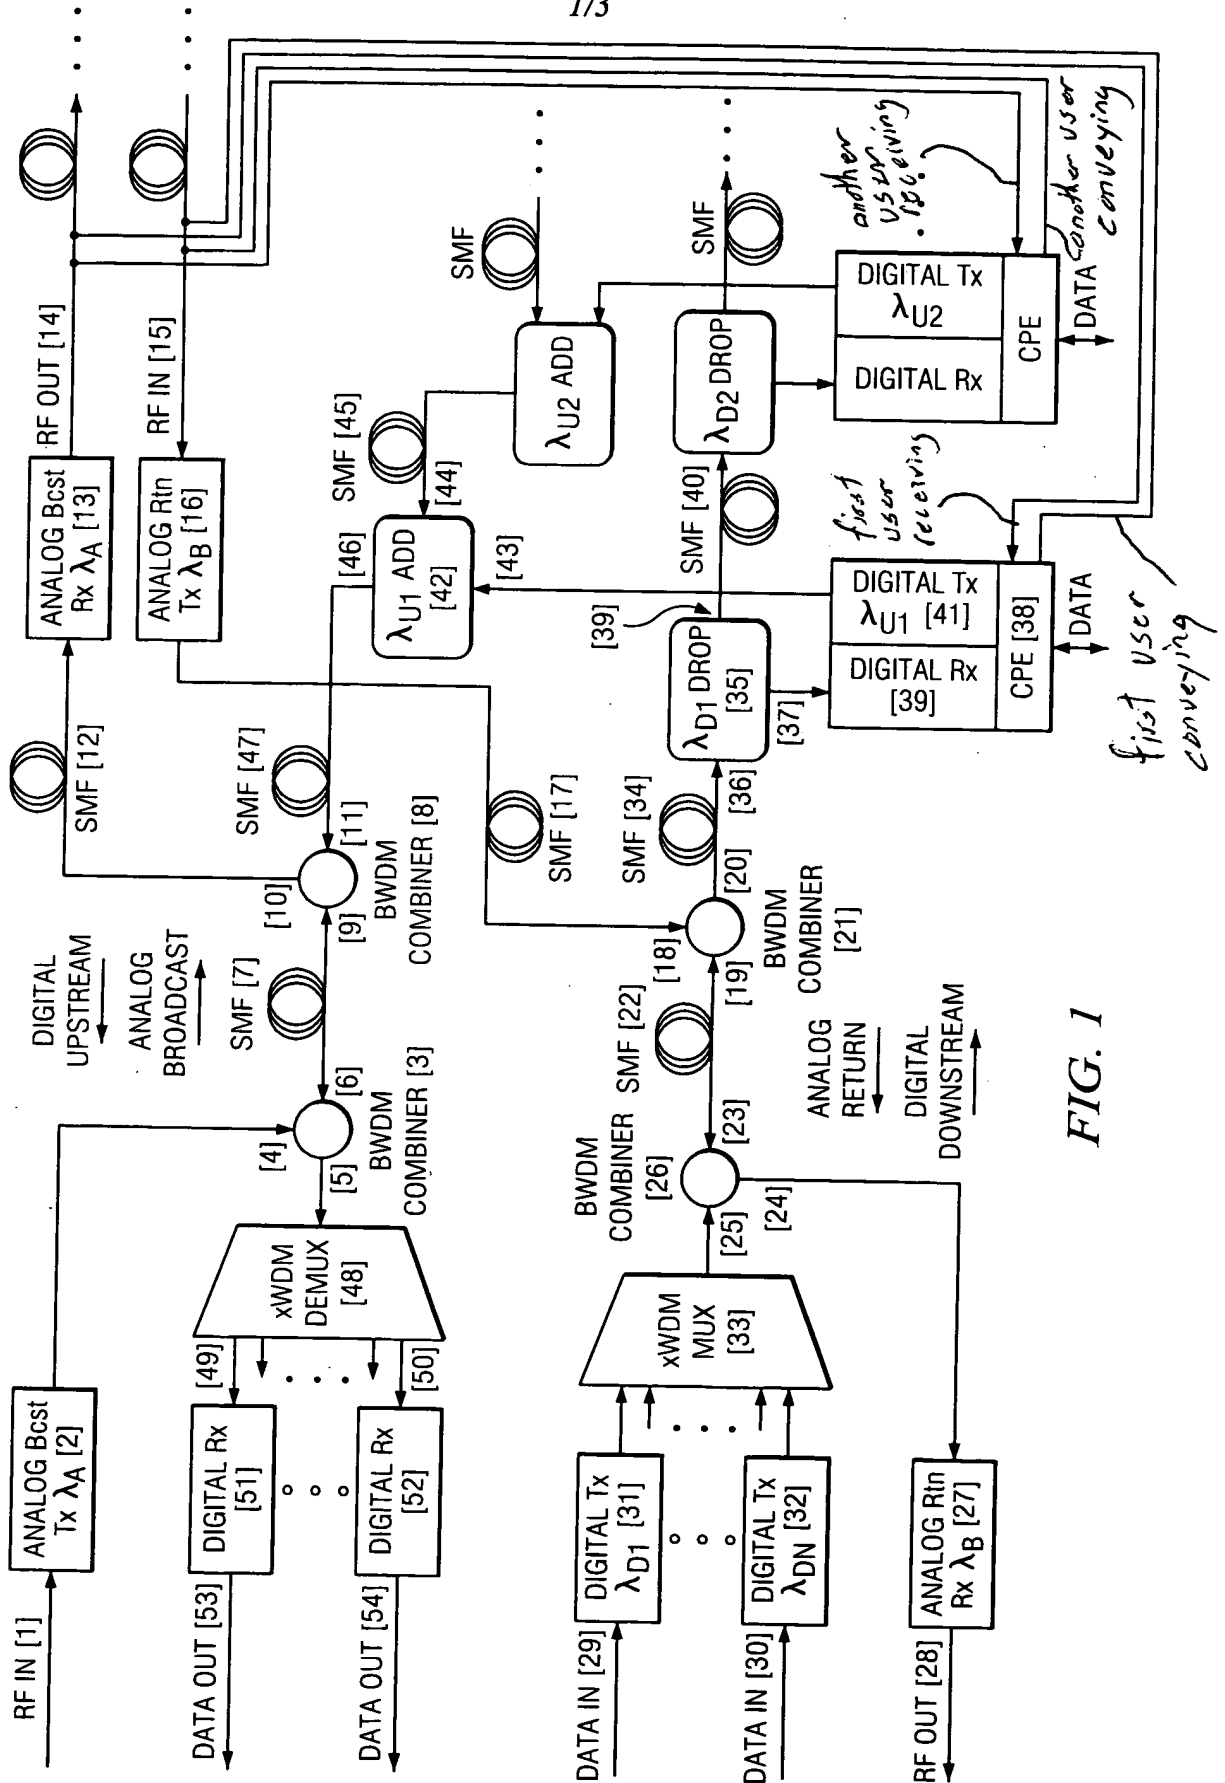 1/3
RF IN [1]
ANALOG Bcst
Tx λA [2]
DATA OUT [53]
DIGITAL Rx
[51]
[49]
DATA OUT [54]
DIGITAL Rx
[52]
[50]
xWDM
DEMUX
[48]
[4]
[5]
[6]
BWDM
COMBINER [3]
DIGITAL
UPSTREAM
ANALOG
BROADCAST
SMF [7]
[9]
[10]
[11]
BWDM
COMBINER [8]
SMF [12]
SMF [47]
ANALOG Bcst
Rx λA [13]
RF OUT [14]
ANALOG Rtn
Tx λB [16]
RF IN [15]
[46]
λU1 ADD
[42]
[43]
[44]
SMF [45]
λU2 ADD
SMF
DATA IN [29]
DIGITAL Tx
λD1 [31]
DATA IN [30]
DIGITAL Tx
λDN [32]
xWDM
MUX
[33]
RF OUT [28]
ANALOG Rtn
Rx λB [27]
[25]
[24]
[23]
BWDM
COMBINER
[26]
SMF [22]
ANALOG
RETURN
DIGITAL
DOWNSTREAM
[18]
[19]
[20]
BWDM
COMBINER
[21]
SMF [17]
SMF [34]
[36]
λD1 DROP
[35]
[37]
[39]
SMF [40]
λD2 DROP
SMF
DIGITAL Rx
[39]
DIGITAL Tx
λU1 [41]
CPE [38]
DATA
DIGITAL Rx
DIGITAL Tx
λU2
CPE
DATA
first
user
receiving
first user
conveying
another
user
receiving
another user
conveying
FIG. 1